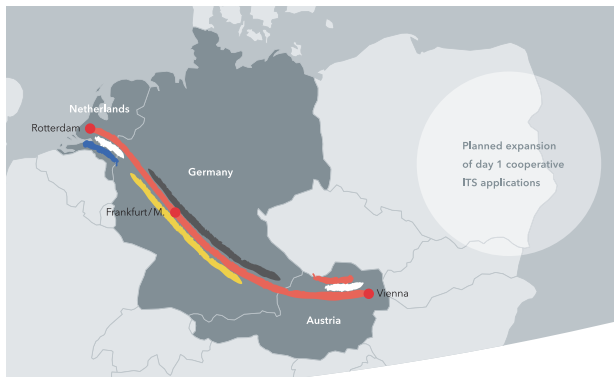 Netherlands
Rotterdam
Germany
Planned expansion
of day 1 cooperative
ITS applications
Frankfurt/M.
Vienna
Austria